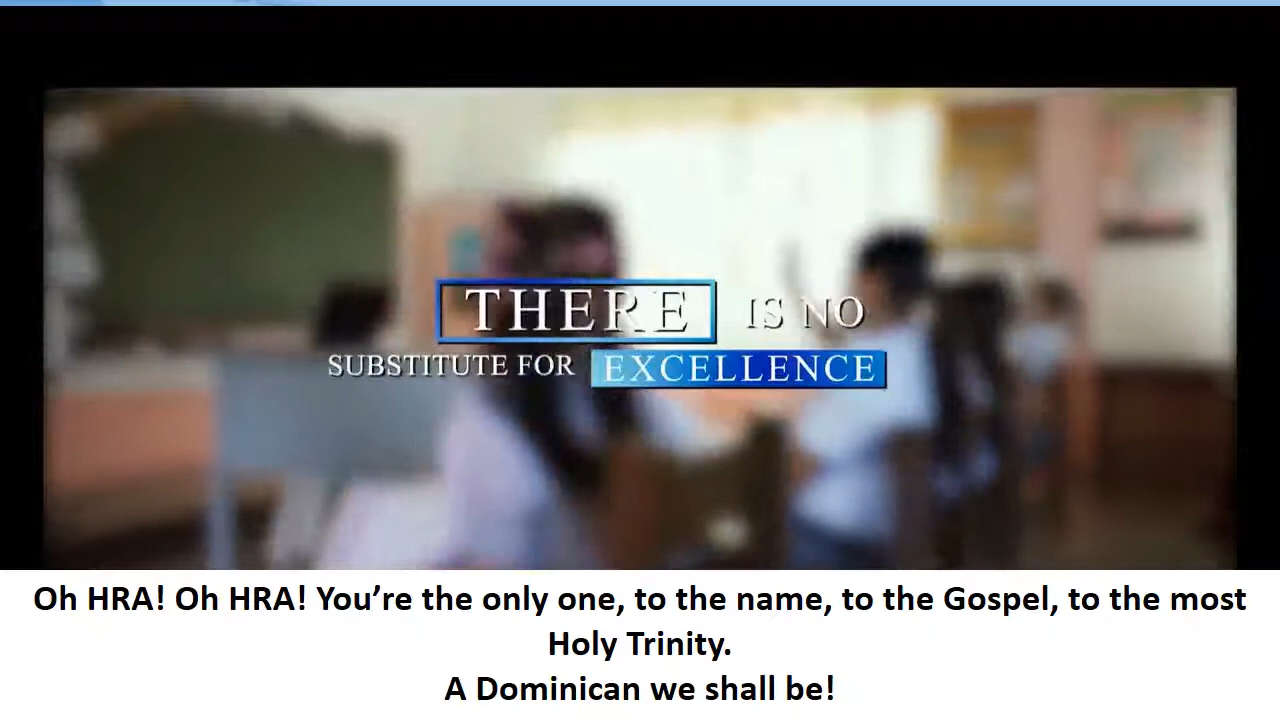 THERE IS NO
SUBSTITUTE FOR EXCELLENCE
Oh HRA! Oh HRA! You’re the only one, to the name, to the Gospel, to the most
Holy Trinity.
A Dominican we shall be!